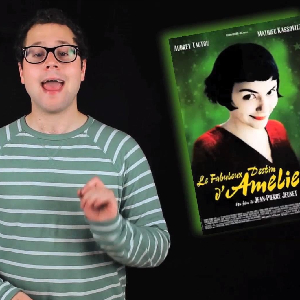 AUDREY TAUTOU MATHIEU KASSOVITZ
Le Fabuleux Destin
d'Amélie
Un film de JEAN-PIERRE JEUNET